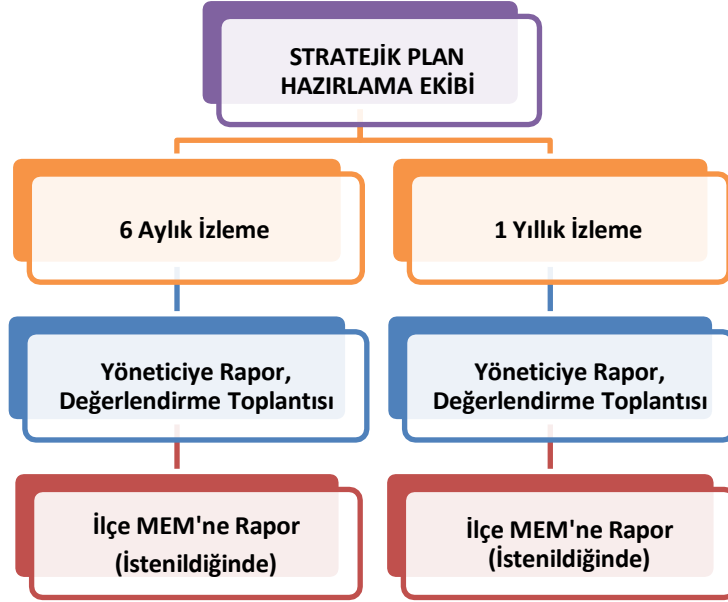 STRATEJİK PLAN
HAZIRLAMA EKİBİ
6 Aylık İzleme
1 Yıllık İzleme
Yöneticiye Rapor,
Değerlendirme Toplantısı
Yöneticiye Rapor,
Değerlendirme Toplantısı
İlçe MEM'ne Rapor
(İstenildiğinde)
İlçe MEM'ne Rapor
(İstenildiğinde)